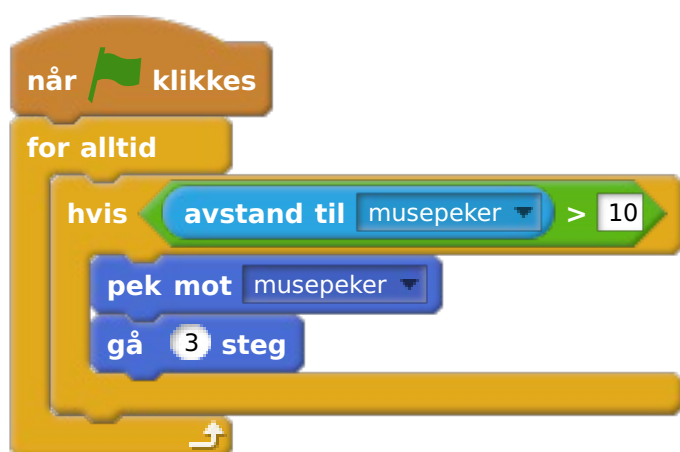 når klikkes
for alltid
hvis avstand til musepeker > 10
pek mot musepeker
gå 3 steg